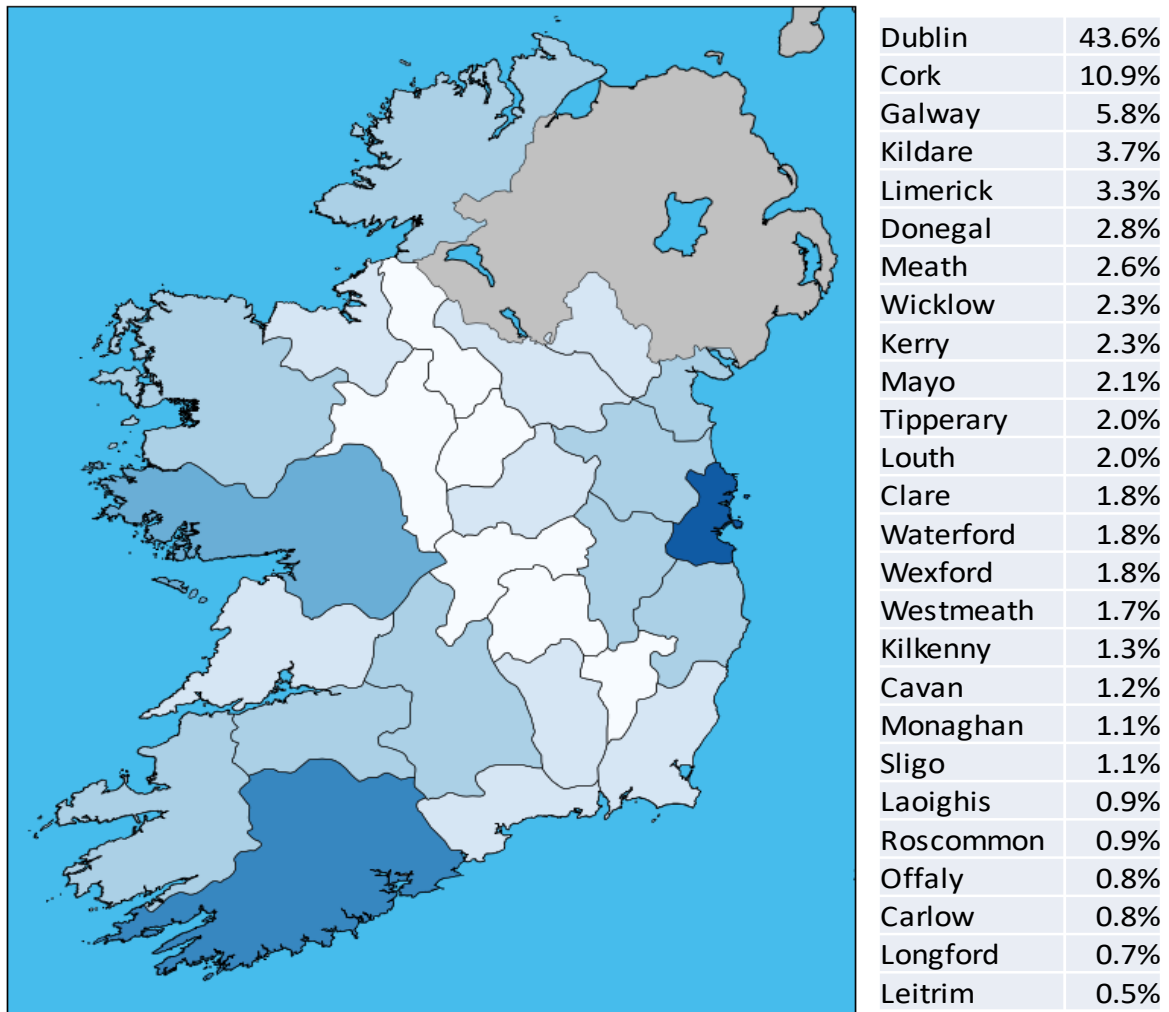 Dublin 43.6%
Cork 10.9%
Galway 5.8%
Kildare 3.7%
Limerick 3.3%
Donegal 2.8%
Meath 2.6%
Wicklow 2.3%
Kerry 2.3%
Mayo 2.1%
Tipperary 2.0%
Louth 2.0%
Clare 1.8%
Waterford 1.8%
Wexford 1.8%
Westmeath 1.7%
Kilkenny 1.3%
Cavan 1.2%
Monaghan 1.1%
Sligo 1.1%
Laoighis 0.9%
Roscommon 0.9%
Offaly 0.8%
Carlow 0.8%
Longford 0.7%
Leitrim 0.5%